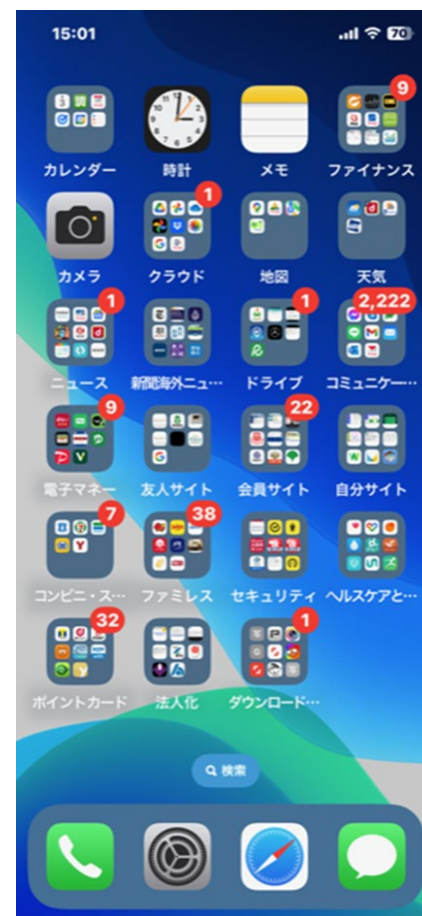 15:01
70
9
カレンダー
時計
メモ
ファイナンス
1
カメラ
クラウド
地図
天気
1
1
2,222
ニュース
新聞海外ニュ…
ドライブ
コミュニケー…
9
22
電子マネー
友人サイト
会員サイト
自分サイト
7
38
コンビニ・ス…
ファミレス
セキュリティ
ヘルスケアと…
32
1
ポイントカード
法人化
ダウンロード…
検索